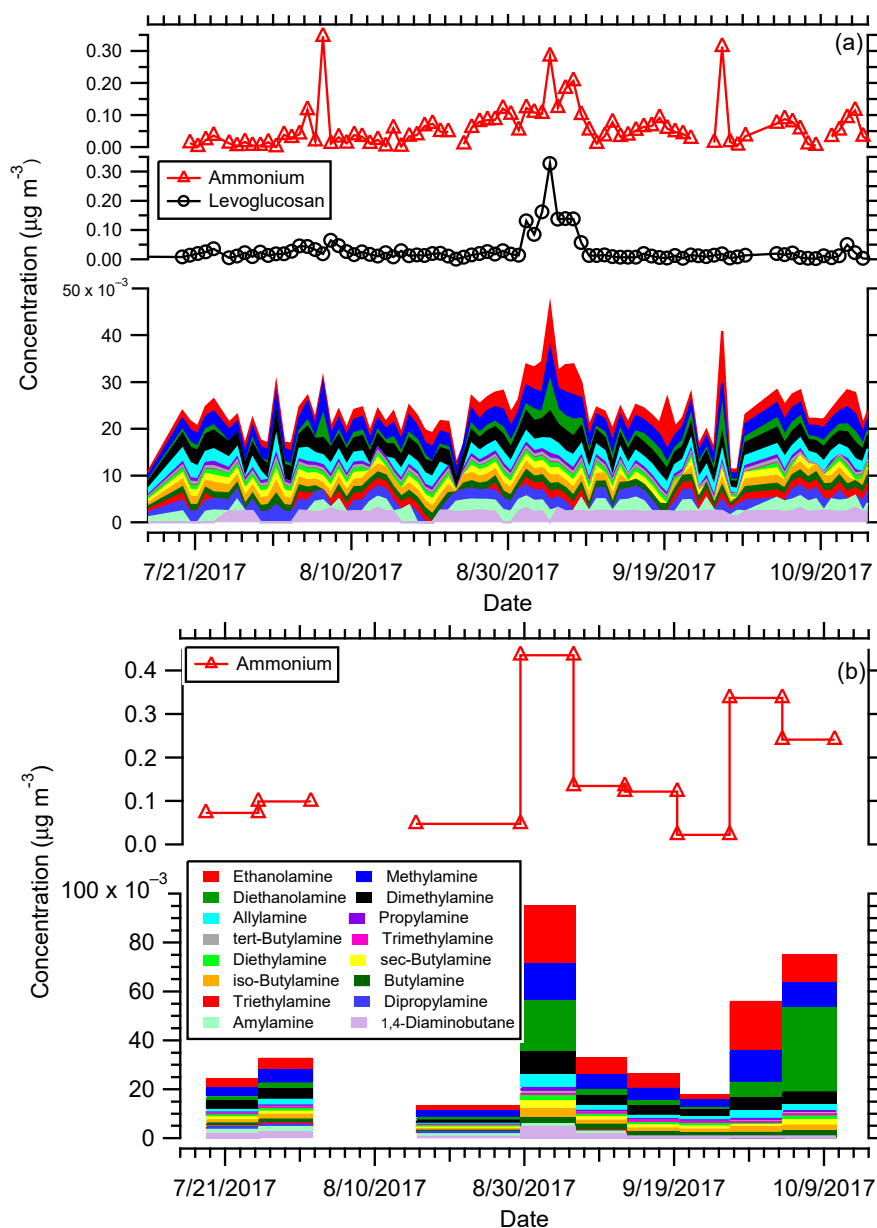 (a)
0.30
0.20
0.10
0.00
Ammonium
Levoglucosan
0.30
0.20
0.10
0.00
Concentration (µg m⁻³)
50 x 10⁻³
40
30
20
10
0
7/21/2017 8/10/2017 8/30/2017 9/19/2017 10/9/2017
Date
(b)
Ammonium
0.4
0.3
0.2
0.1
0.0
Concentration (µg m⁻³)
100 x 10⁻³
80
60
40
20
0
Ethanolamine Methylamine
Diethanolamine Dimethylamine
Allylamine Propylamine
tert-Butylamine Trimethylamine
Diethylamine sec-Butylamine
iso-Butylamine Butylamine
Triethylamine Dipropylamine
Amylamine 1,4-Diaminobutane
7/21/2017 8/10/2017 8/30/2017 9/19/2017 10/9/2017
Date